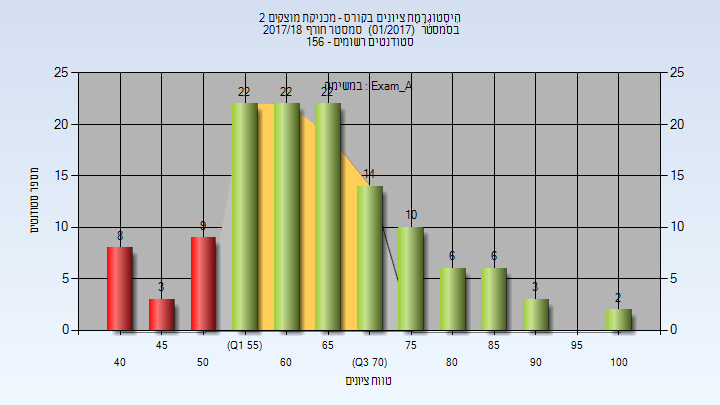 היסטוגרמת ציונים בקורס - מכניקת מוצקים 2
בסמסטר (01/2017) סמסטר חורף 2017/18
סטודנטים רשומים - 156
במשימה : Exam_A
מספר סטודנטים
25 25
20 20
15 15
10 10
5 5
0 0
8 3 9 22 22 22 14 10 6 6 3 2
45 (Q1 55) 65 75 85 95
40 50 60 (Q3 70) 80 90 100
טווח ציונים